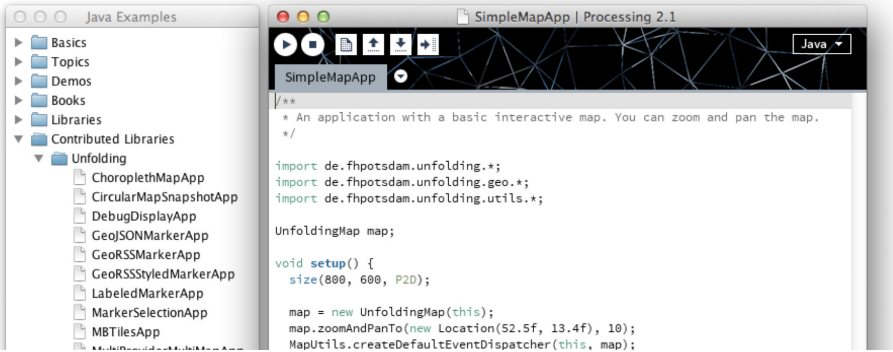 Java Examples
Basics
Topics
Demos
Books
Libraries
Contributed Libraries
Unfolding
ChoroplethMapApp
CircularMapSnapshotApp
DebugDisplayApp
GeoJSONMarkerApp
GeoRSSMarkerApp
GeoRSSStyledMarkerApp
LabeledMarkerApp
MarkerSelectionApp
MBTilesApp
MultiProviderMultiMapApp
SimpleMapApp | Processing 2.1
Java
SimpleMapApp
/**
* An application with a basic interactive map. You can zoom and pan the map.
*/
import de.fhpotsdam.unfolding.*;
import de.fhpotsdam.unfolding.geo.*;
import de.fhpotsdam.unfolding.utils.*;
UnfoldingMap map;
void setup() {
size(800, 600, P2D);
map = new UnfoldingMap(this);
map.zoomAndPanTo(new Location(52.5f, 13.4f), 10);
MapUtils.createDefaultEventDispatcher(this, map);